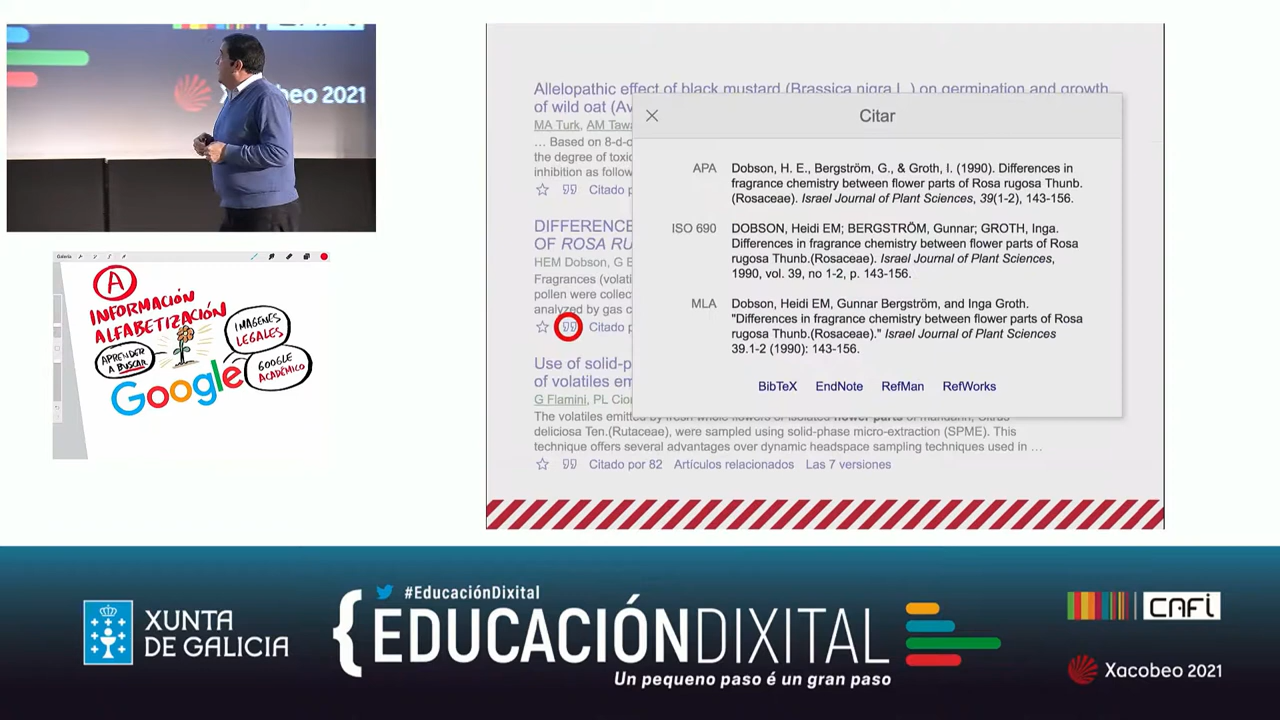 CAFi
Xacobeo 2021
Galería
A
INFORMACIÓN
ALFABETIZACIÓN
APRENDER
A BUSCAR
IMÁGENES
LEGALES
GOOGLE
ACADÉMICO
Google
Allelopathic effect of black mustard (Brassica nigra L.) on germination and growth
of wild oat (Av
MA Turk, AM Tawa
… Based on 8-d-o
the degree of toxic
inhibition as follow
Citado p
DIFFERENCE
OF ROSA RU
HEM Dobson, G B
Fragrances (volati
pollen were collec
analyzed by gas c
Citado p
Use of solid-p
of volatiles em
G Flamini, PL Cion
The volatiles emitted by fresh whole flowers or isolated flower parts of mandarin, Citrus
deliciosa Ten.(Rutaceae), were sampled using solid-phase micro-extraction (SPME). This
technique offers several advantages over dynamic headspace sampling techniques used in …
Citado por 82 Artículos relacionados Las 7 versiones
Citar
APA Dobson, H. E., Bergström, G., & Groth, I. (1990). Differences in
fragrance chemistry between flower parts of Rosa rugosa Thunb.
(Rosaceae). Israel Journal of Plant Sciences, 39(1-2), 143-156.
ISO 690 DOBSON, Heidi EM; BERGSTRÖM, Gunnar; GROTH, Inga.
Differences in fragrance chemistry between flower parts of Rosa
rugosa Thunb.(Rosaceae). Israel Journal of Plant Sciences,
1990, vol. 39, no 1-2, p. 143-156.
MLA Dobson, Heidi EM, Gunnar Bergström, and Inga Groth.
"Differences in fragrance chemistry between flower parts of Rosa
rugosa Thunb.(Rosaceae)." Israel Journal of Plant Sciences
39.1-2 (1990): 143-156.
BibTeX EndNote RefMan RefWorks
XUNTA
DE GALICIA
#EducaciónDixital
{EDUCACIÓNDIXITAL
Un pequeno paso é un gran paso
CAFi
Xacobeo 2021